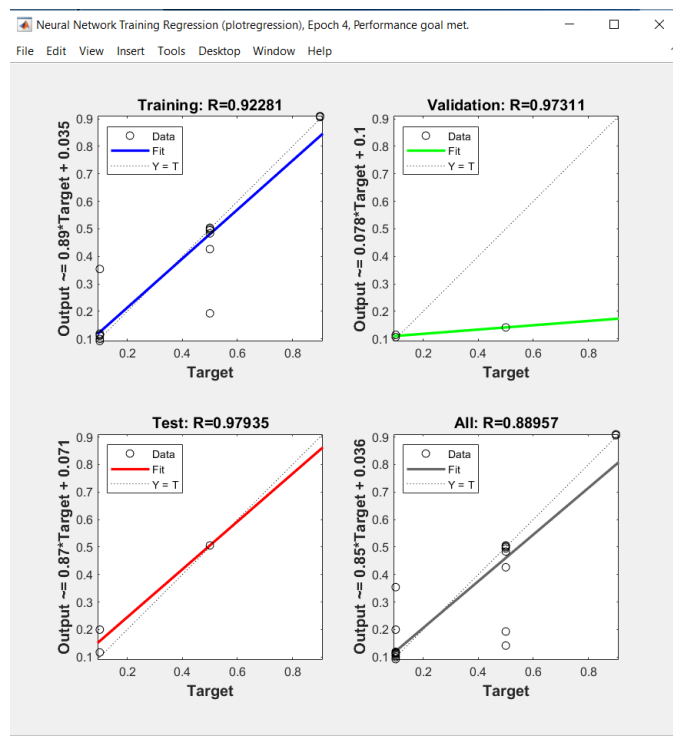 Neural Network Training Regression (plotregression), Epoch 4, Performance goal met.
File Edit View Insert Tools Desktop Window Help
Training: R=0.92281
Output ~= 0.89*Target + 0.035
Data
Fit
Y = T
0.9
0.8
0.7
0.6
0.5
0.4
0.3
0.2
0.1
0.2 0.4 0.6 0.8
Target
Validation: R=0.97311
Output ~= 0.078*Target + 0.1
Data
Fit
Y = T
0.9
0.8
0.7
0.6
0.5
0.4
0.3
0.2
0.1
0.2 0.4 0.6 0.8
Target
Test: R=0.97935
Output ~= 0.87*Target + 0.071
Data
Fit
Y = T
0.9
0.8
0.7
0.6
0.5
0.4
0.3
0.2
0.1
0.2 0.4 0.6 0.8
Target
All: R=0.88957
Output ~= 0.85*Target + 0.036
Data
Fit
Y = T
0.9
0.8
0.7
0.6
0.5
0.4
0.3
0.2
0.1
0.2 0.4 0.6 0.8
Target